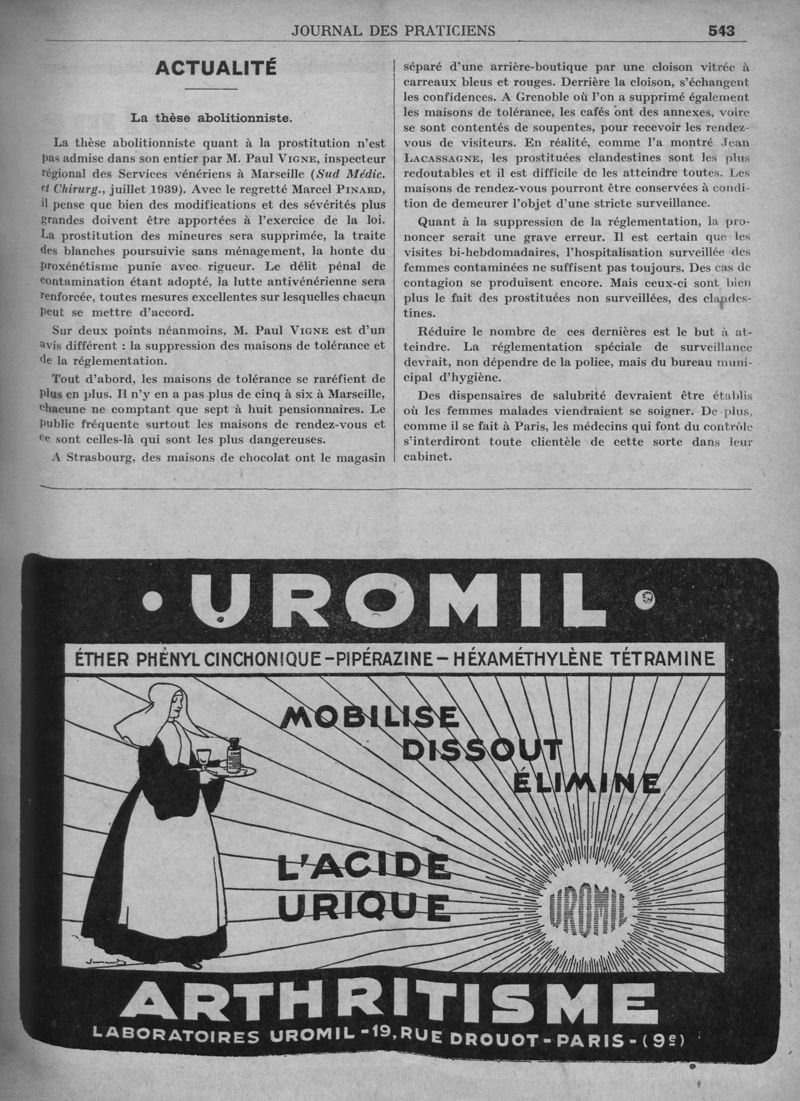 JOURNAL DES PRATICIENS 543
ACTUALITÉ
La thèse abolitionniste.
La thèse abolitionniste quant à la prostitution n'est
pas admise dans son entier par M. Paul VIGNE, inspecteur
régional des Services vénériens à Marseille (Sud Médic.
et Chirurg., juillet 1939). Avec le regretté Marcel PINARD,
il pense que bien des modifications et des sévérités plus
grandes doivent être apportées à l'exercice de la loi.
La prostitution des mineures sera supprimée, la traite
des blanches poursuivie sans ménagement, la honte du
proxénétisme punie avec rigueur. Le délit pénal de
contamination étant adopté, la lutte antivénérienne sera
renforcée, toutes mesures excellentes sur lesquelles chacun
peut se mettre d'accord.
Sur deux points néanmoins, M. Paul VIGNE est d'un
avis différent : la suppression des maisons de tolérance et
de la réglementation.
Tout d'abord, les maisons de tolérance se raréfient de
plus en plus. Il n'y en a pas plus de cinq à six à Marseille,
chacune ne comptant que sept à huit pensionnaires. Le
public fréquente surtout les maisons de rendez-vous et
ce sont celles-là qui sont les plus dangereuses.
A Strasbourg, des maisons de chocolat ont le magasin
séparé d'une arrière-boutique par une cloison vitrée à
carreaux bleus et rouges. Derrière la cloison, s'échangent
les confidences. A Grenoble où l'on a supprimé également
les maisons de tolérance, les cafés ont des annexes, voire
se sont contentés de soupentes, pour recevoir les rendez-
vous de visiteurs. En réalité, comme l'a montré Jean
LACASSAGNE, les prostituées clandestines sont les plus
redoutables et il est difficile de les atteindre toutes. Les
maisons de rendez-vous pourront être conservées à condi-
tion de demeurer l'objet d'une stricte surveillance.
Quant à la suppression de la réglementation, la pro-
noncer serait une grave erreur. Il est certain que les
visites bi-hebdomadaires, l'hospitalisation surveillée des
femmes contaminées ne suffisent pas toujours. Des cas de
contagion se produisent encore. Mais ceux-ci sont bien
plus le fait des prostituées non surveillées, des clandes-
tines.
Réduire le nombre de ces dernières est le but à at-
teindre. La réglementation spéciale de surveillance
devrait, non dépendre de la police, mais du bureau muni-
cipal d'hygiène.
Des dispensaires de salubrité devraient être établis
où les femmes malades viendraient se soigner. De plus,
comme il se fait à Paris, les médecins qui font du contrôle
s'interdiront toute clientèle de cette sorte dans leur
cabinet.
• UROMIL •
ÉTHER PHÉNYL CINCHONIQUE - PIPÉRAZINE - HÉXAMÉTHYLÈNE TÉTRAMINE
MOBILISE
DISSOUT
ÉLIMINE
L'ACIDE
URIQUE
UROMIL
ARTHRITISME
LABORATOIRES UROMIL - 19, RUE DROUOT - PARIS - (9e)